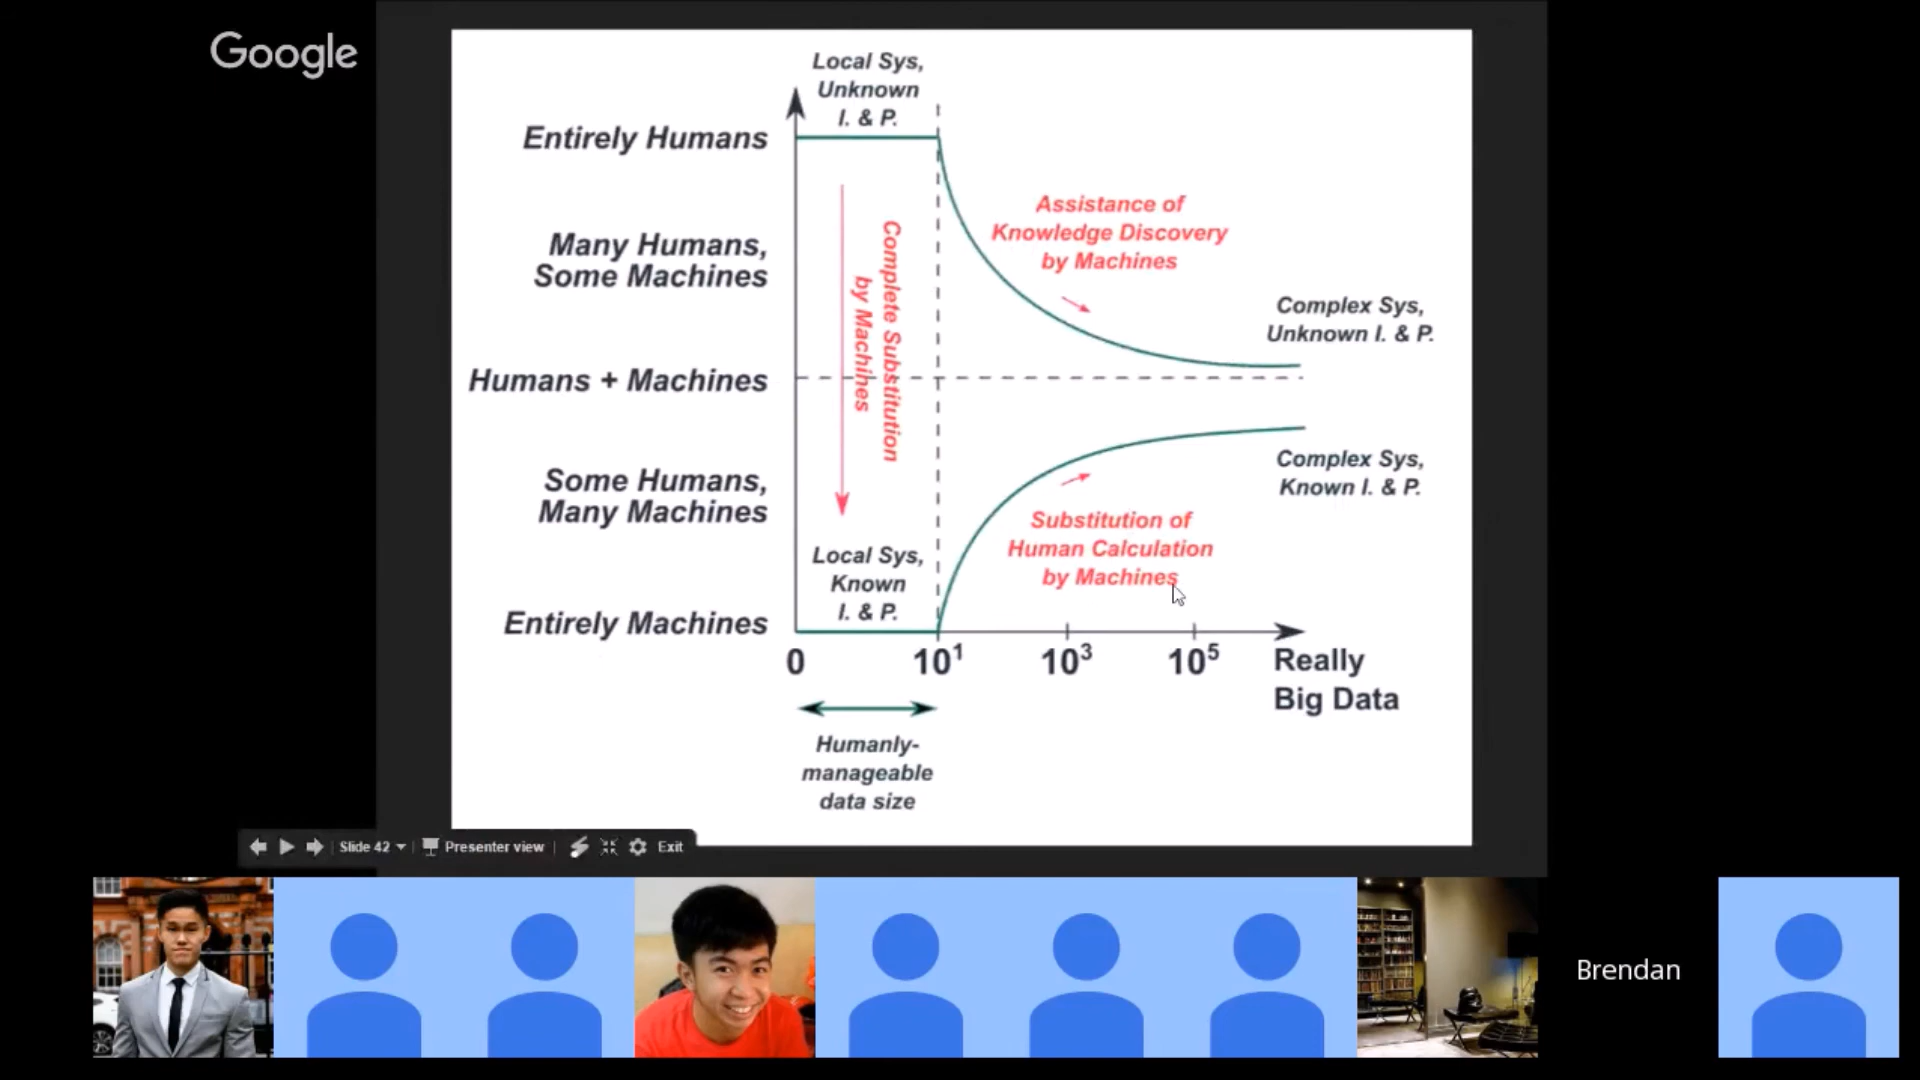 Google
Local Sys,
Unknown
I. & P.
Entirely Humans
Many Humans,
Some Machines
Humans + Machines
Some Humans,
Many Machines
Entirely Machines
Complete Substitution
by Machines
Assistance of
Knowledge Discovery
by Machines
Complex Sys,
Unknown I. & P.
Complex Sys,
Known I. & P.
Substitution of
Human Calculation
by Machines
Local Sys,
Known
I. & P.
0 10¹ 10³ 10⁵ Really
Big Data
Humanly-
manageable
data size
Slide 42 Presenter view Exit
Brendan